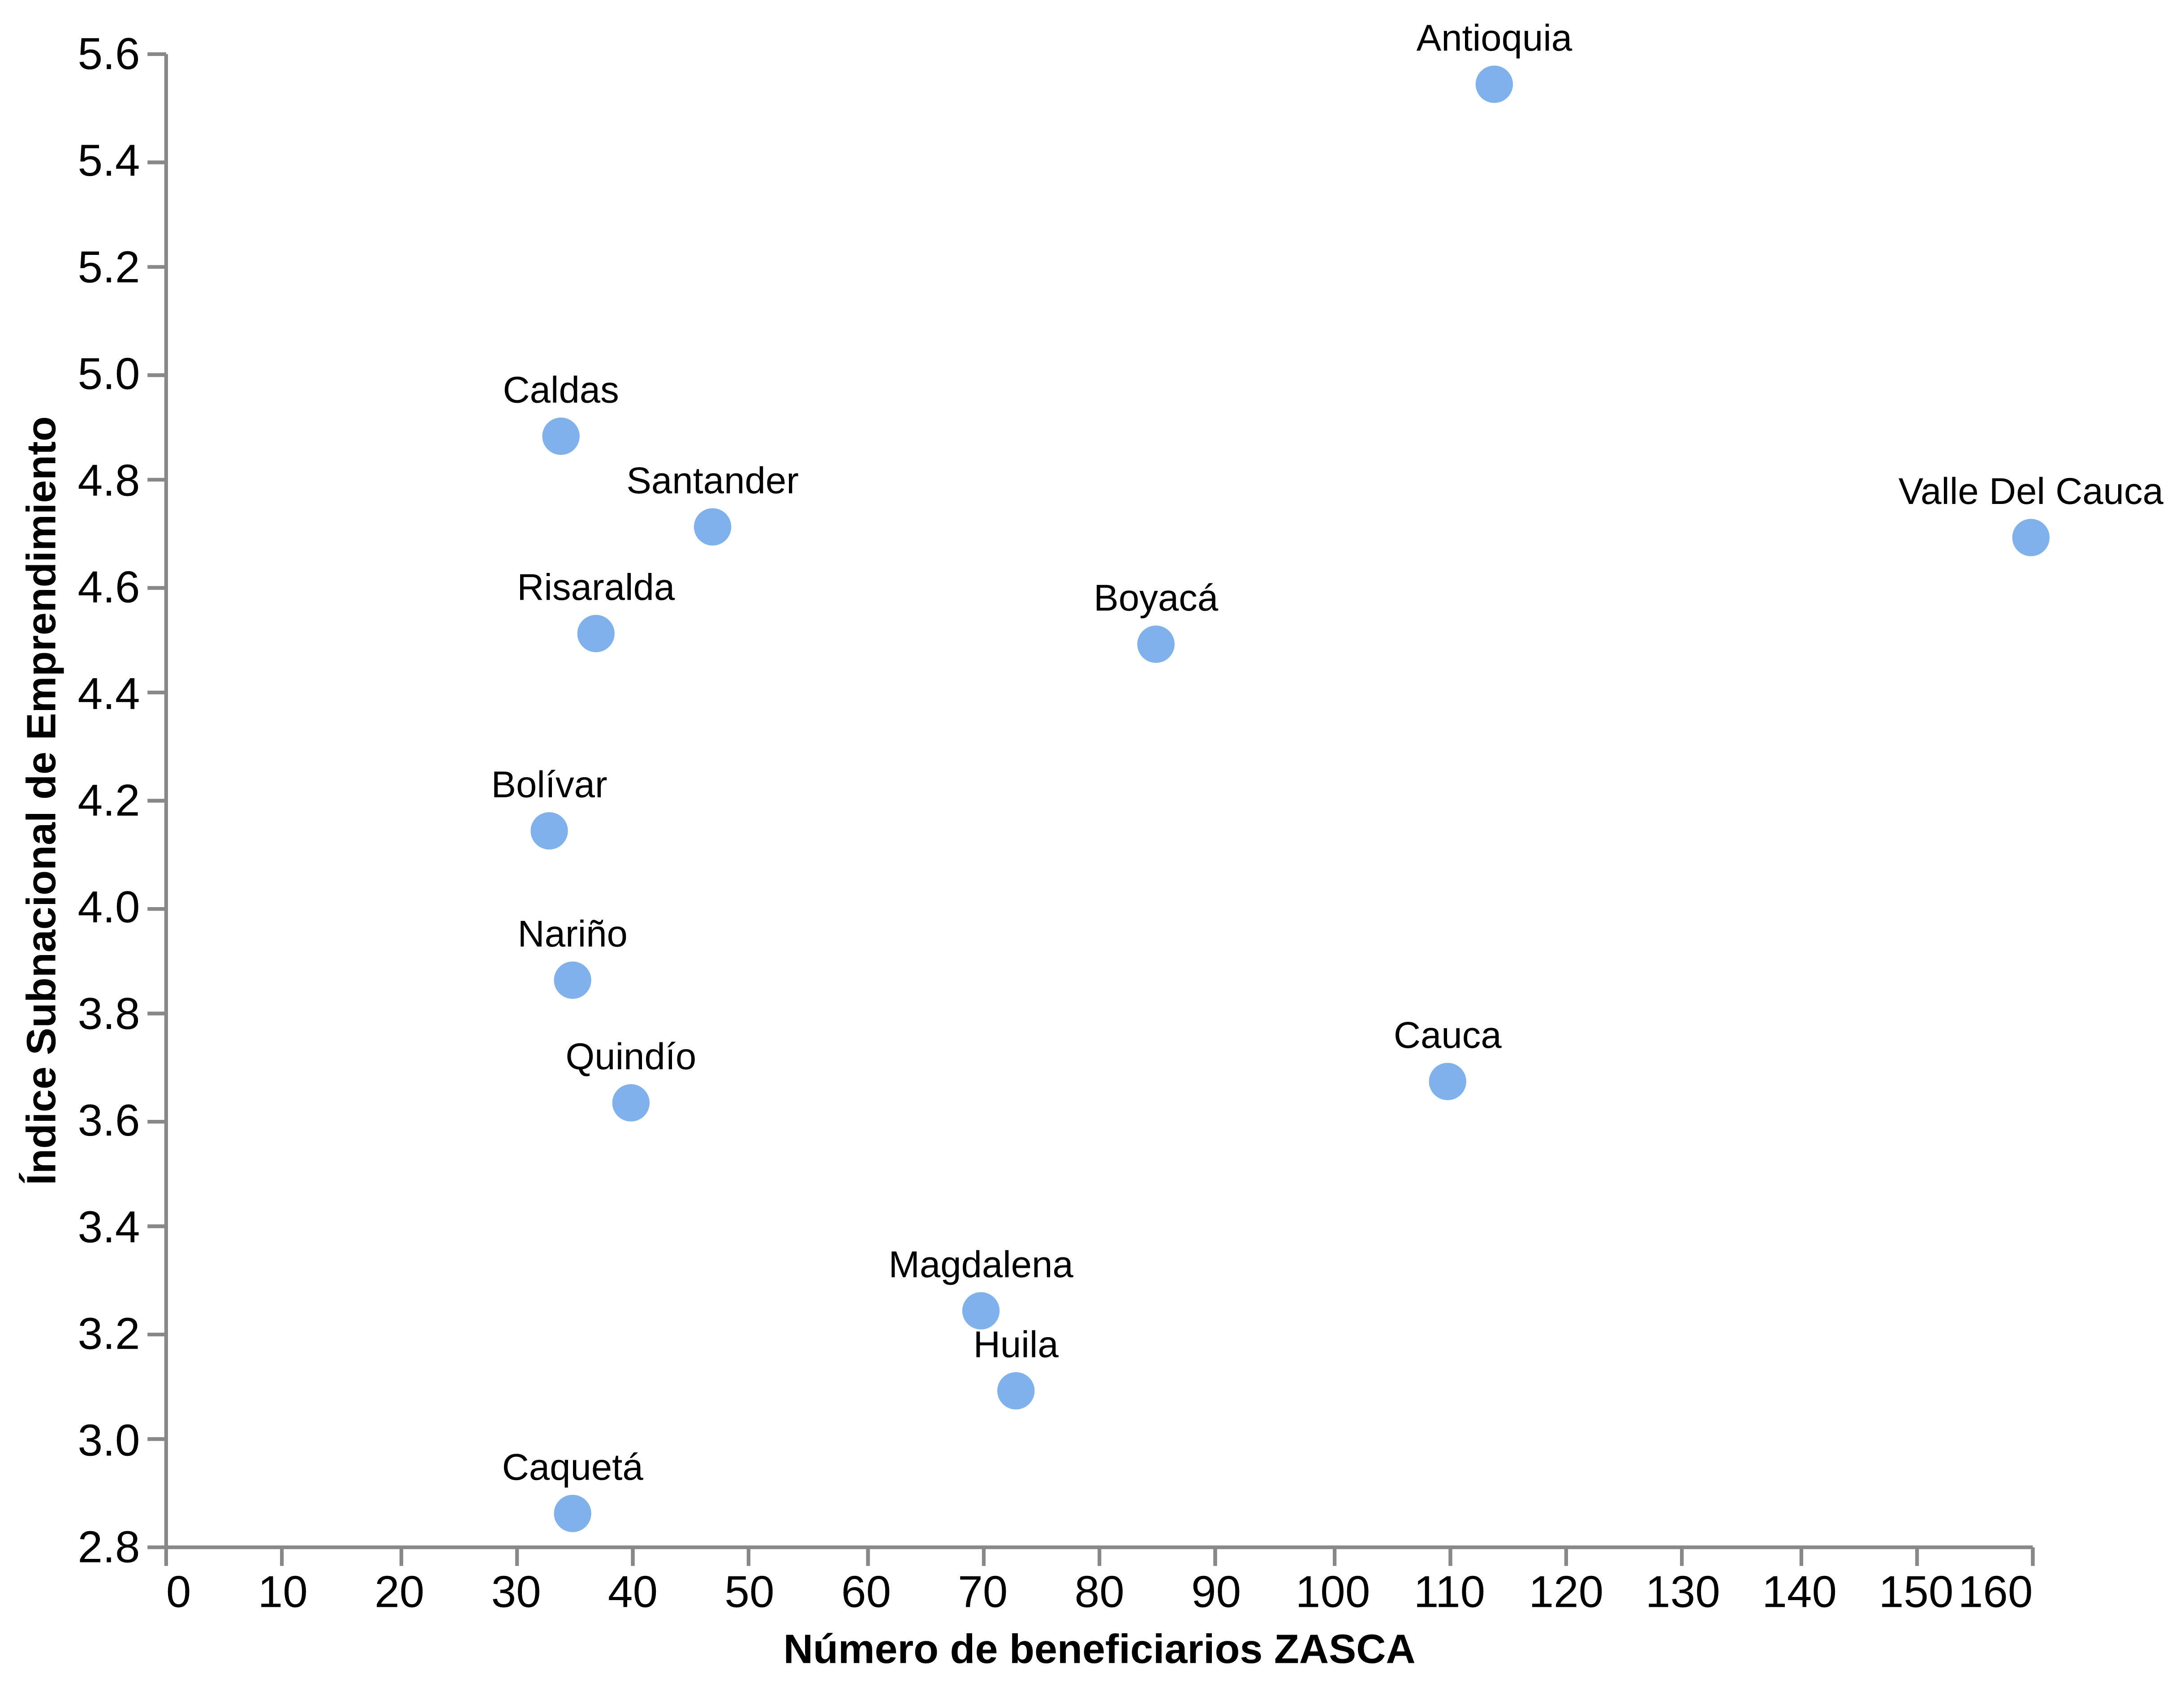 Antioquia
5.6
5.4
5.2
5.0
Caldas
4.8
Santander
Valle Del Cauca
4.6
Risaralda
Boyacá
4.4
4.2
Bolívar
4.0
Nariño
3.8
Cauca
Quindío
3.6
3.4
Magdalena
3.2
Huila
3.0
Caquetá
2.8
Índice Subnacional de Emprendimiento
0 10 20 30 40 50 60 70 80 90 100 110 120 130 140 150 160
Número de beneficiarios ZASCA